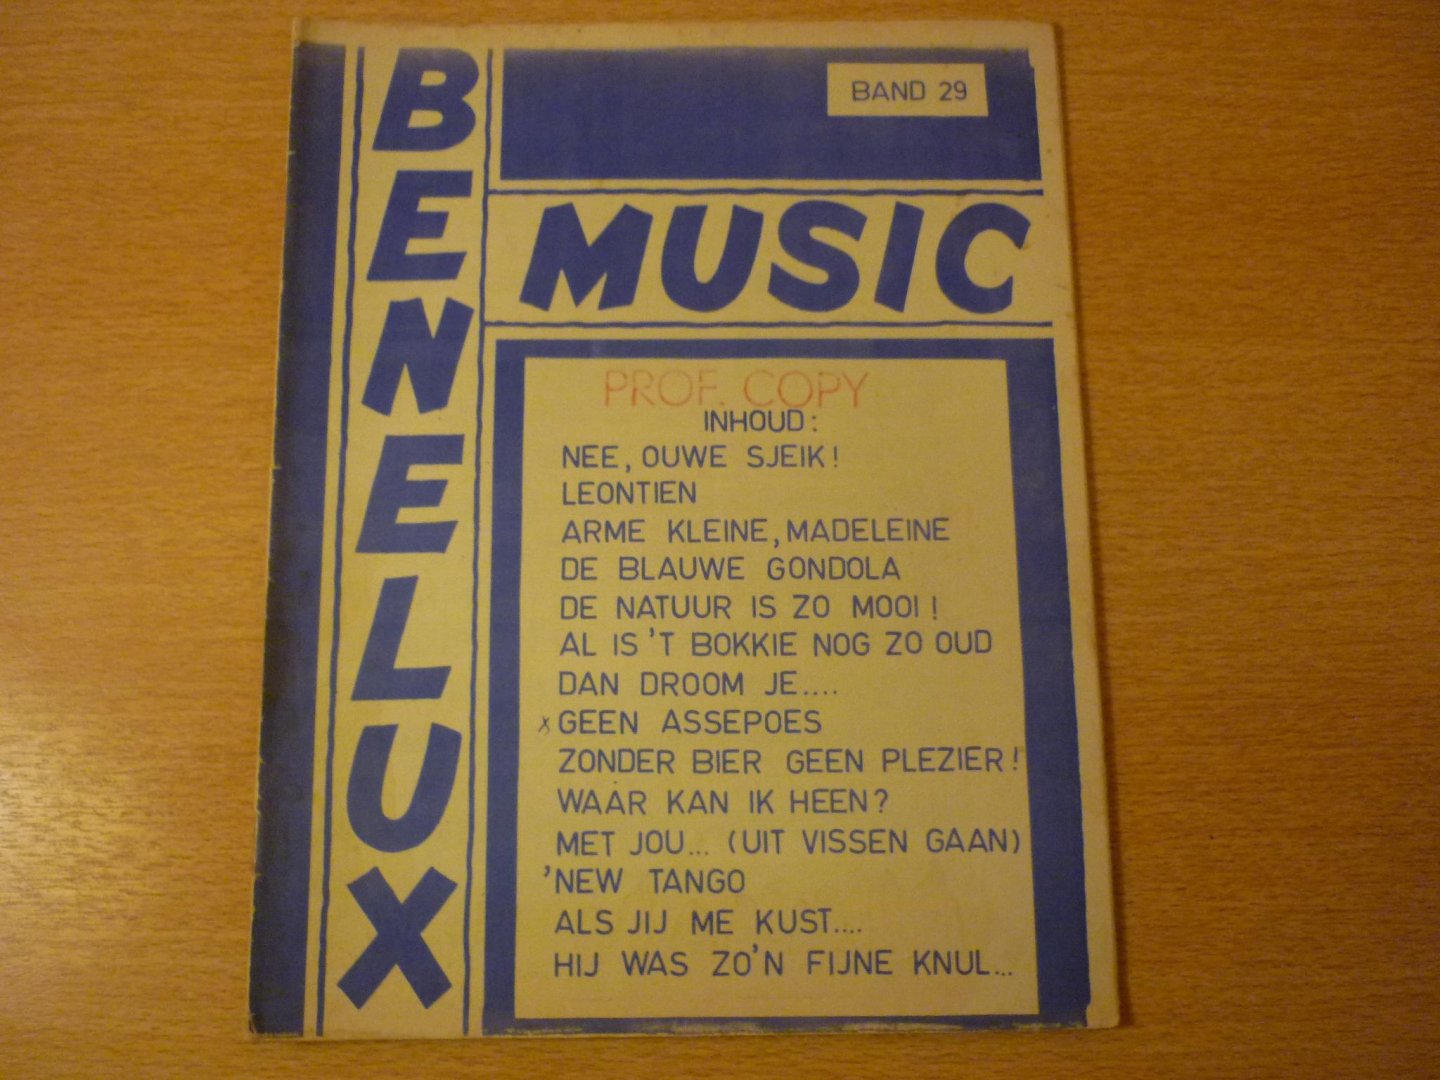 BENELUX
BAND 29
MUSIC
PROF. COPY
INHOUD:
NEE, OUWE SJEIK!
LEONTIEN
ARME KLEINE, MADELEINE
DE BLAUWE GONDOLA
DE NATUUR IS ZO MOOI!
AL IS 'T BOKKIE NOG ZO OUD
DAN DROOM JE....
x GEEN ASSEPOES
ZONDER BIER GEEN PLEZIER!
WAAR KAN IK HEEN?
MET JOU... (UIT VISSEN GAAN)
'NEW TANGO
ALS JIJ ME KUST....
HIJ WAS ZO'N FIJNE KNUL...